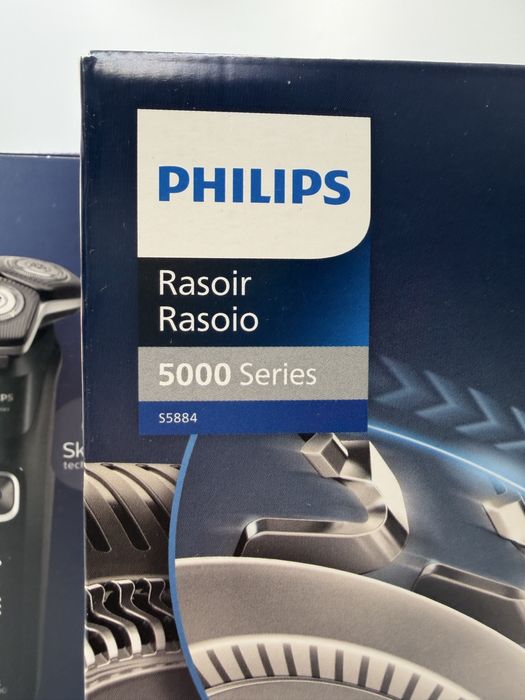 PHILIPS
Rasoir
Rasoio
5000 Series
S5884